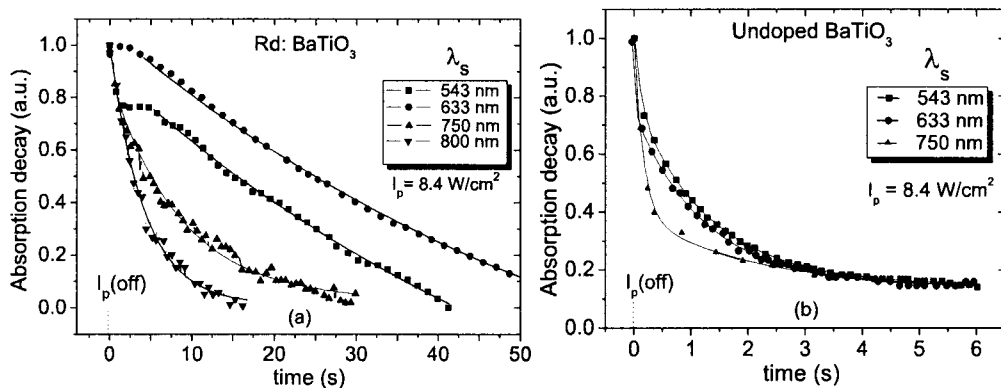 Rd: BaTiO3
λS
543 nm
633 nm
750 nm
800 nm
Ip = 8.4 W/cm2
Ip(off)
(a)
Absorption decay (a.u.)
1.0
0.8
0.6
0.4
0.2
0.0
0 10 20 30 40 50
time (s)
Undoped BaTiO3
λS
543 nm
633 nm
750 nm
Ip = 8.4 W/cm2
Ip(off)
(b)
Absorption decay (a.u.)
1.0
0.8
0.6
0.4
0.2
0.0
0 1 2 3 4 5 6
time (s)